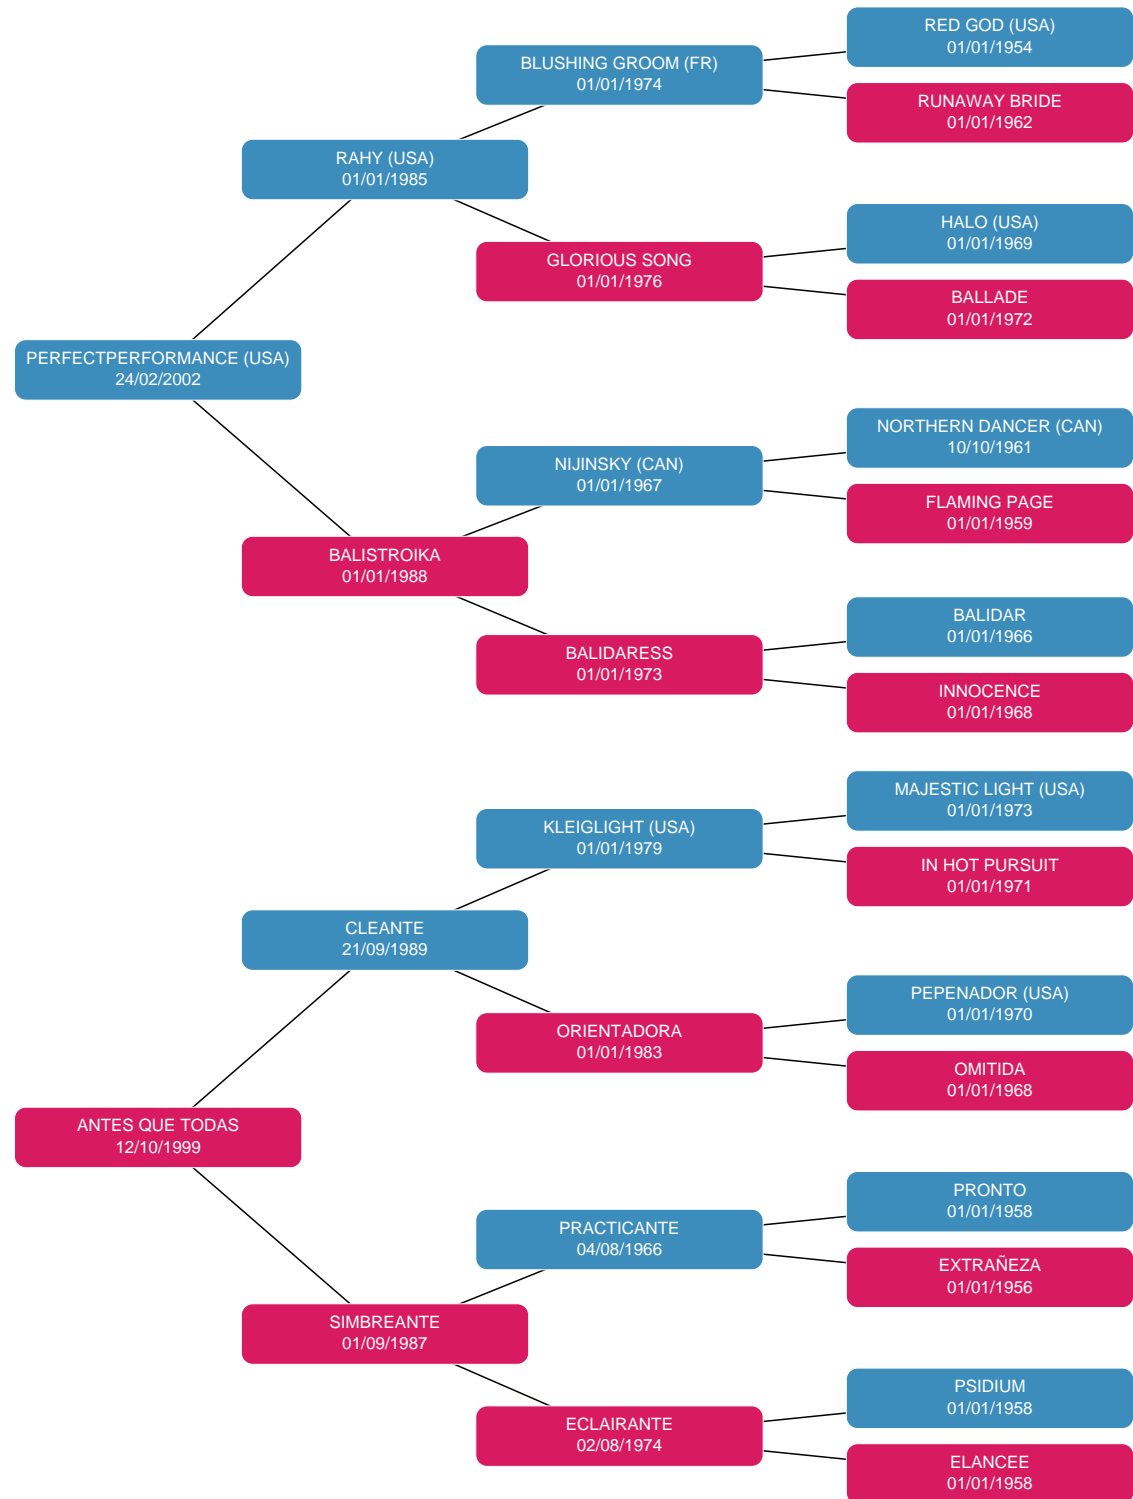 RED GOD (USA)
01/01/1954
BLUSHING GROOM (FR)
01/01/1974
RUNAWAY BRIDE
01/01/1962
RAHY (USA)
01/01/1985
HALO (USA)
01/01/1969
GLORIOUS SONG
01/01/1976
BALLADE
01/01/1972
PERFECTPERFORMANCE (USA)
24/02/2002
NORTHERN DANCER (CAN)
10/10/1961
NIJINSKY (CAN)
01/01/1967
FLAMING PAGE
01/01/1959
BALISTROIKA
01/01/1988
BALIDAR
01/01/1966
BALIDARESS
01/01/1973
INNOCENCE
01/01/1968
MAJESTIC LIGHT (USA)
01/01/1973
KLEIGLIGHT (USA)
01/01/1979
IN HOT PURSUIT
01/01/1971
CLEANTE
21/09/1989
PEPENADOR (USA)
01/01/1970
ORIENTADORA
01/01/1983
OMITIDA
01/01/1968
ANTES QUE TODAS
12/10/1999
PRONTO
01/01/1958
PRACTICANTE
04/08/1966
EXTRAÑEZA
01/01/1956
SIMBREANTE
01/09/1987
PSIDIUM
01/01/1958
ECLAIRANTE
02/08/1974
ELANCEE
01/01/1958